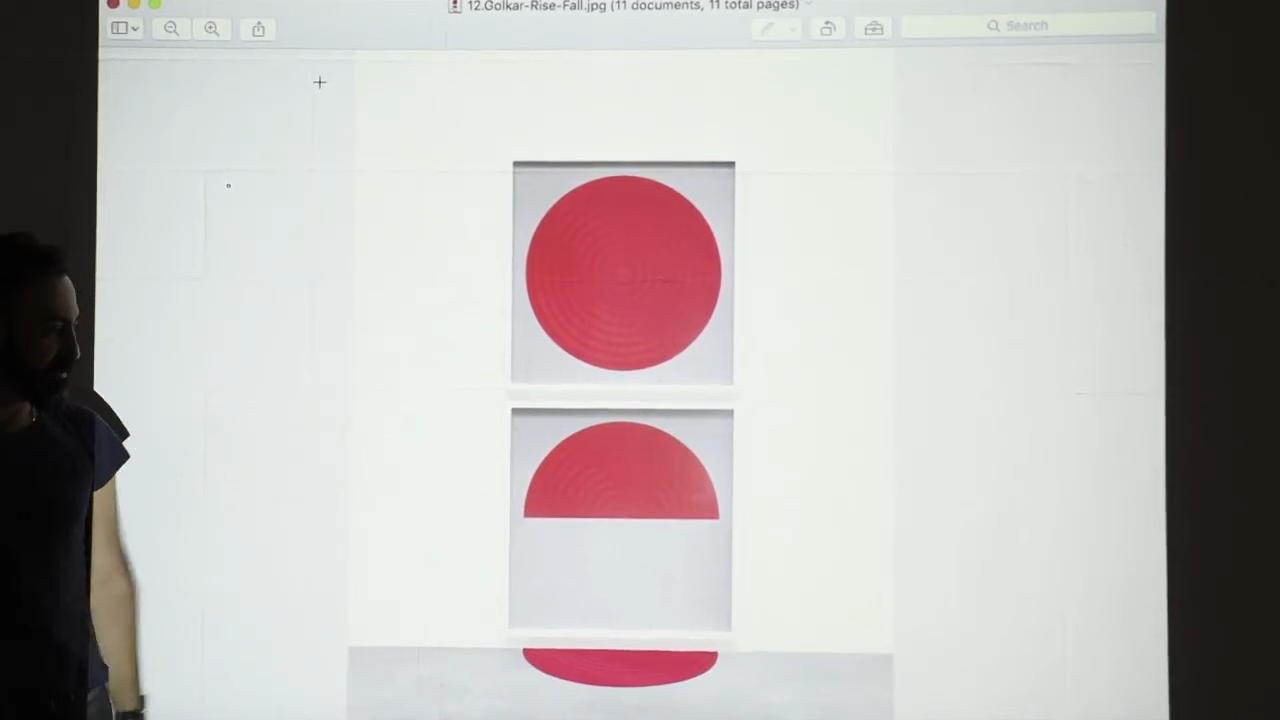 12.Golkar-Rise-Fall.jpg (11 documents, 11 total pages)
Search